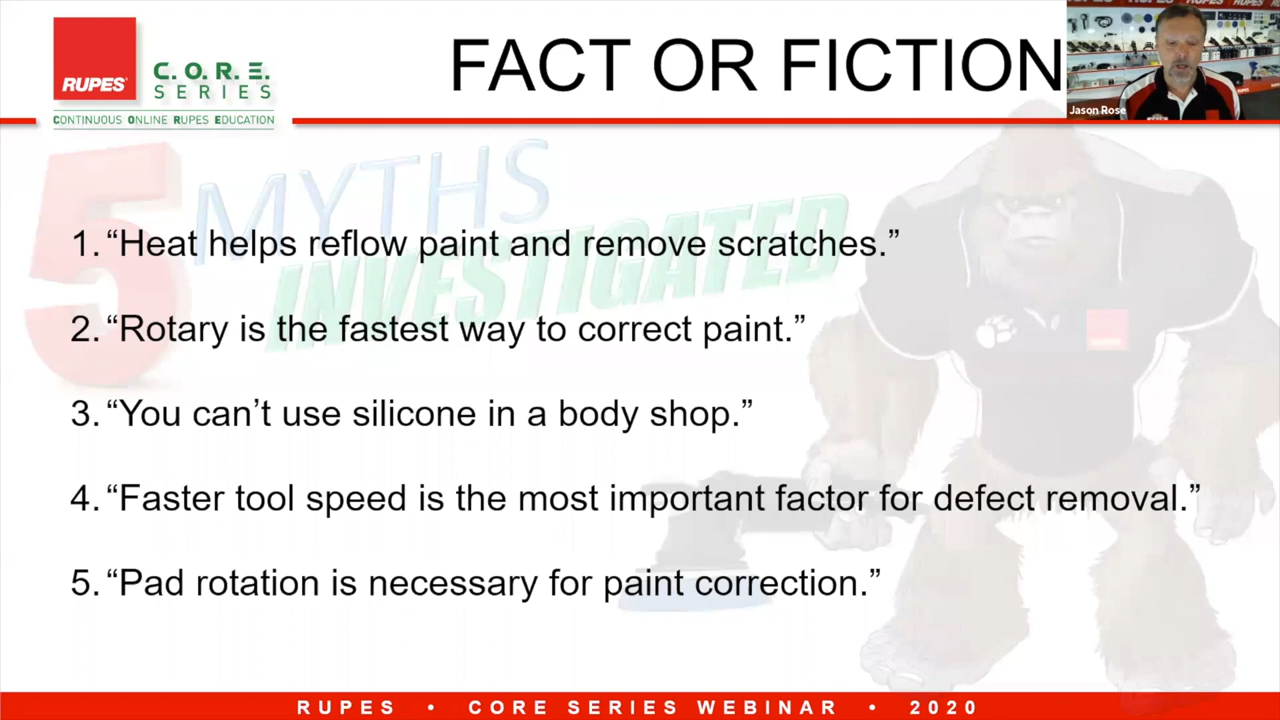 RUPES
C.O.R.E.
SERIES
CONTINUOUS ONLINE RUPES EDUCATION
FACT OR FICTION
Jason Rose
5 MYTHS
INVESTIGATED
1. “Heat helps reflow paint and remove scratches.”
2. “Rotary is the fastest way to correct paint.”
3. “You can’t use silicone in a body shop.”
4. “Faster tool speed is the most important factor for defect removal.”
5. “Pad rotation is necessary for paint correction.”
RUPES • CORE SERIES WEBINAR • 2020